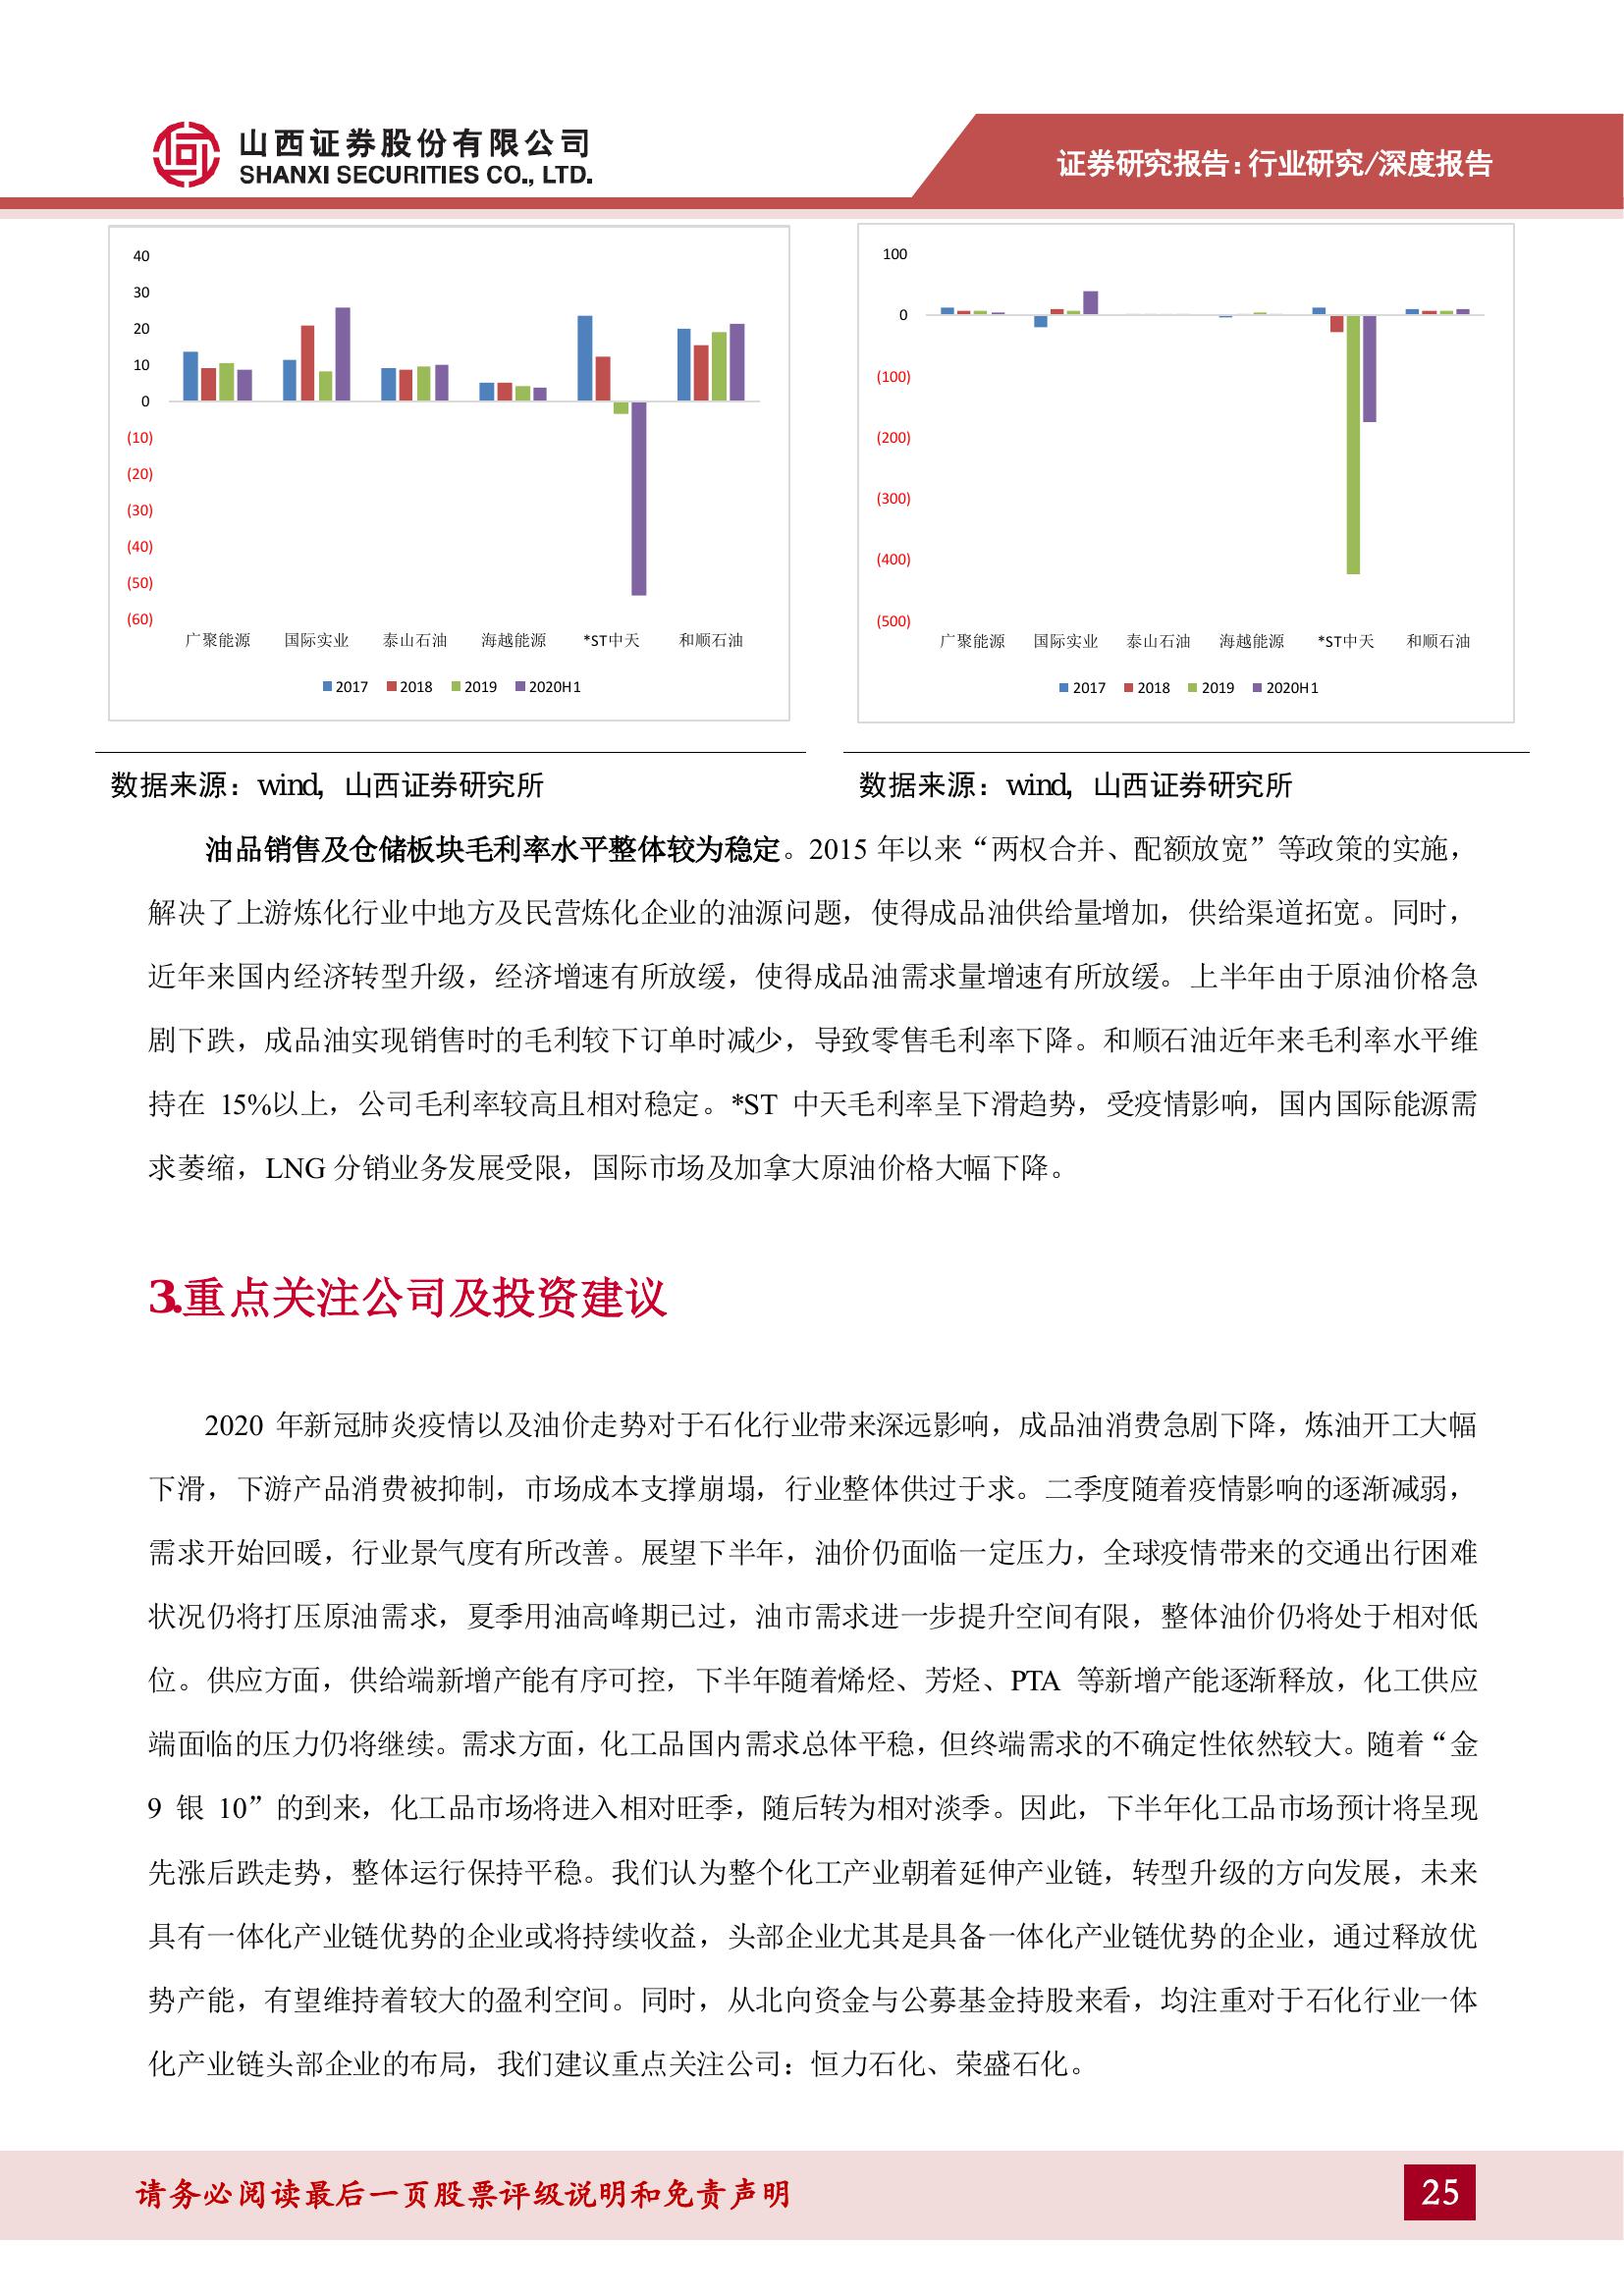 山西证券股份有限公司
SHANXI SECURITIES CO., LTD.
证券研究报告:行业研究/深度报告
40
30
20
10
0
(10)
(20)
(30)
(40)
(50)
(60)
广聚能源 国际实业 泰山石油 海越能源 *ST中天 和顺石油
2017 2018 2019 2020H1
100
0
(100)
(200)
(300)
(400)
(500)
广聚能源 国际实业 泰山石油 海越能源 *ST中天 和顺石油
2017 2018 2019 2020H1
数据来源：wind，山西证券研究所
数据来源：wind，山西证券研究所
油品销售及仓储板块毛利率水平整体较为稳定。2015 年以来“两权合并、配额放宽”等政策的实施，
解决了上游炼化行业中地方及民营炼化企业的油源问题，使得成品油供给量增加，供给渠道拓宽。同时，
近年来国内经济转型升级，经济增速有所放缓，使得成品油需求量增速有所放缓。上半年由于原油价格急
剧下跌，成品油实现销售时的毛利较下订单时减少，导致零售毛利率下降。和顺石油近年来毛利率水平维
持在 15%以上，公司毛利率较高且相对稳定。*ST 中天毛利率呈下滑趋势，受疫情影响，国内国际能源需
求萎缩，LNG 分销业务发展受限，国际市场及加拿大原油价格大幅下降。
3.重点关注公司及投资建议
2020 年新冠肺炎疫情以及油价走势对于石化行业带来深远影响，成品油消费急剧下降，炼油开工大幅
下滑，下游产品消费被抑制，市场成本支撑崩塌，行业整体供过于求。二季度随着疫情影响的逐渐减弱，
需求开始回暖，行业景气度有所改善。展望下半年，油价仍面临一定压力，全球疫情带来的交通出行困难
状况仍将打压原油需求，夏季用油高峰期已过，油市需求进一步提升空间有限，整体油价仍将处于相对低
位。供应方面，供给端新增产能有序可控，下半年随着烯烃、芳烃、PTA 等新增产能逐渐释放，化工供应
端面临的压力仍将继续。需求方面，化工品国内需求总体平稳，但终端需求的不确定性依然较大。随着“金
9 银 10”的到来，化工品市场将进入相对旺季，随后转为相对淡季。因此，下半年化工品市场预计将呈现
先涨后跌走势，整体运行保持平稳。我们认为整个化工产业朝着延伸产业链，转型升级的方向发展，未来
具有一体化产业链优势的企业或将持续收益，头部企业尤其是具备一体化产业链优势的企业，通过释放优
势产能，有望维持着较大的盈利空间。同时，从北向资金与公募基金持股来看，均注重对于石化行业一体
化产业链头部企业的布局，我们建议重点关注公司：恒力石化、荣盛石化。
请务必阅读最后一页股票评级说明和免责声明
25